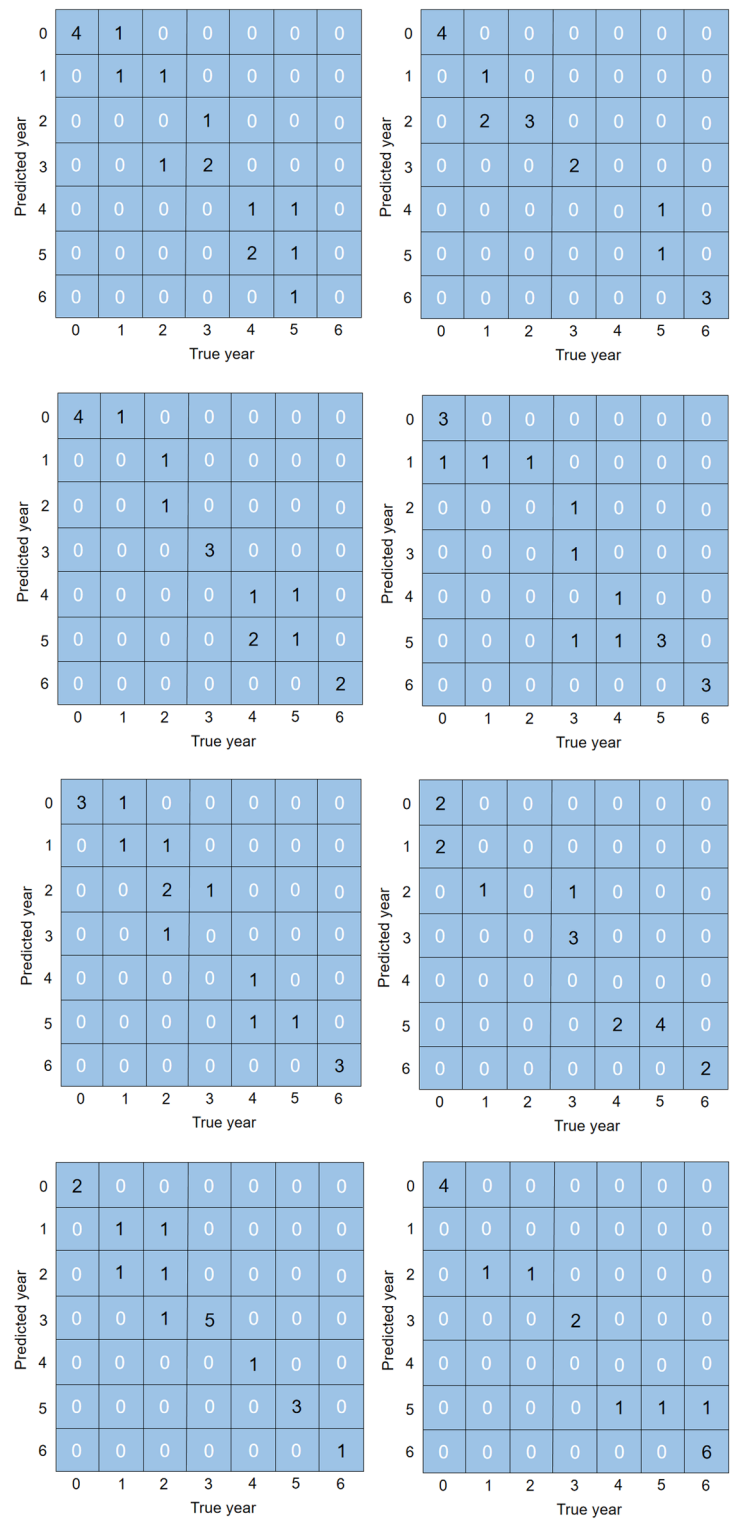 0 4 1 0 0 0 0 0
1 0 1 1 0 0 0 0
2 0 0 0 1 0 0 0
3 0 0 1 2 0 0 0
4 0 0 0 0 1 1 0
5 0 0 0 0 2 1 0
6 0 0 0 0 0 1 0
0 1 2 3 4 5 6
Predicted year
True year
0 4 0 0 0 0 0 0
1 0 1 0 0 0 0 0
2 0 2 3 0 0 0 0
3 0 0 0 2 0 0 0
4 0 0 0 0 0 1 0
5 0 0 0 0 0 1 0
6 0 0 0 0 0 0 3
0 1 2 3 4 5 6
Predicted year
True year
0 4 1 0 0 0 0 0
1 0 0 1 0 0 0 0
2 0 0 1 0 0 0 0
3 0 0 0 3 0 0 0
4 0 0 0 0 1 1 0
5 0 0 0 0 2 1 0
6 0 0 0 0 0 0 2
0 1 2 3 4 5 6
Predicted year
True year
0 3 0 0 0 0 0 0
1 1 1 1 0 0 0 0
2 0 0 0 1 0 0 0
3 0 0 0 1 0 0 0
4 0 0 0 0 1 0 0
5 0 0 0 1 1 3 0
6 0 0 0 0 0 0 3
0 1 2 3 4 5 6
Predicted year
True year
0 3 1 0 0 0 0 0
1 0 1 1 0 0 0 0
2 0 0 2 1 0 0 0
3 0 0 1 0 0 0 0
4 0 0 0 0 1 0 0
5 0 0 0 0 1 1 0
6 0 0 0 0 0 0 3
0 1 2 3 4 5 6
Predicted year
True year
0 2 0 0 0 0 0 0
1 2 0 0 0 0 0 0
2 0 1 0 1 0 0 0
3 0 0 0 3 0 0 0
4 0 0 0 0 0 0 0
5 0 0 0 0 2 4 0
6 0 0 0 0 0 0 2
0 1 2 3 4 5 6
Predicted year
True year
0 2 0 0 0 0 0 0
1 0 1 1 0 0 0 0
2 0 1 1 0 0 0 0
3 0 0 1 5 0 0 0
4 0 0 0 0 1 0 0
5 0 0 0 0 0 3 0
6 0 0 0 0 0 0 1
0 1 2 3 4 5 6
Predicted year
True year
0 4 0 0 0 0 0 0
1 0 0 0 0 0 0 0
2 0 1 1 0 0 0 0
3 0 0 0 2 0 0 0
4 0 0 0 0 0 0 0
5 0 0 0 0 1 1 1
6 0 0 0 0 0 0 6
0 1 2 3 4 5 6
Predicted year
True year